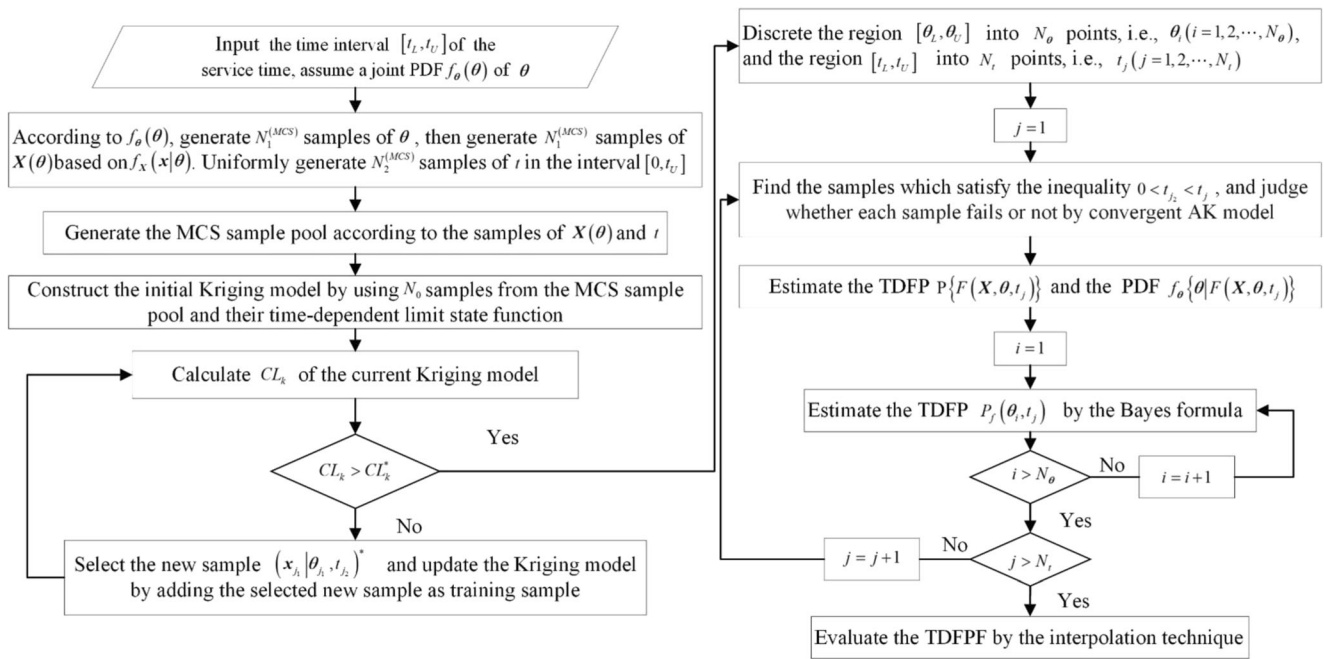 Input the time interval [t_L, t_U] of the
service time, assume a joint PDF f_θ(θ) of θ
According to f_θ(θ), generate N_1^(MCS) samples of θ , then generate N_1^(MCS) samples of
X(θ) based on f_X(x|θ). Uniformly generate N_2^(MCS) samples of t in the interval [0, t_U]
Generate the MCS sample pool according to the samples of X(θ) and t
Construct the initial Kriging model by using N_0 samples from the MCS sample
pool and their time-dependent limit state function
Calculate CL_k of the current Kriging model
CL_k > CL_k^*
Yes
No
Select the new sample (x_{j_1}|θ_{j_1}, t_{j_2})^* and update the Kriging model
by adding the selected new sample as training sample
Discrete the region [θ_L, θ_U] into N_θ points, i.e., θ_i (i=1,2,⋯,N_θ),
and the region [t_L, t_U] into N_t points, i.e., t_j (j=1,2,⋯,N_t)
j=1
Find the samples which satisfy the inequality 0 < t_{j_2} < t_j , and judge
whether each sample fails or not by convergent AK model
Estimate the TDFP P{F(X,θ,t_j)} and the PDF f_θ{θ|F(X,θ,t_j)}
i=1
Estimate the TDFP P_f(θ_i,t_j) by the Bayes formula
i > N_θ
No
i = i+1
Yes
j > N_t
No
j = j+1
Yes
Evaluate the TDFPF by the interpolation technique